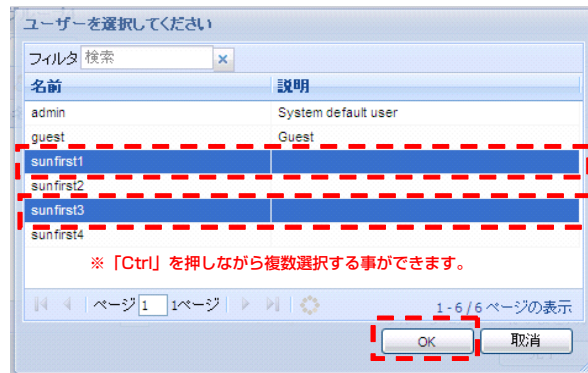 ユーザーを選択してください
フィルタ 検索
名前 説明
admin System default user
guest Guest
sunfirst1
sunfirst2
sunfirst3
sunfirst4
※「Ctrl」を押しながら複数選択する事ができます。
ページ 1 1ページ 1 - 6 / 6 ページの表示
OK 取消